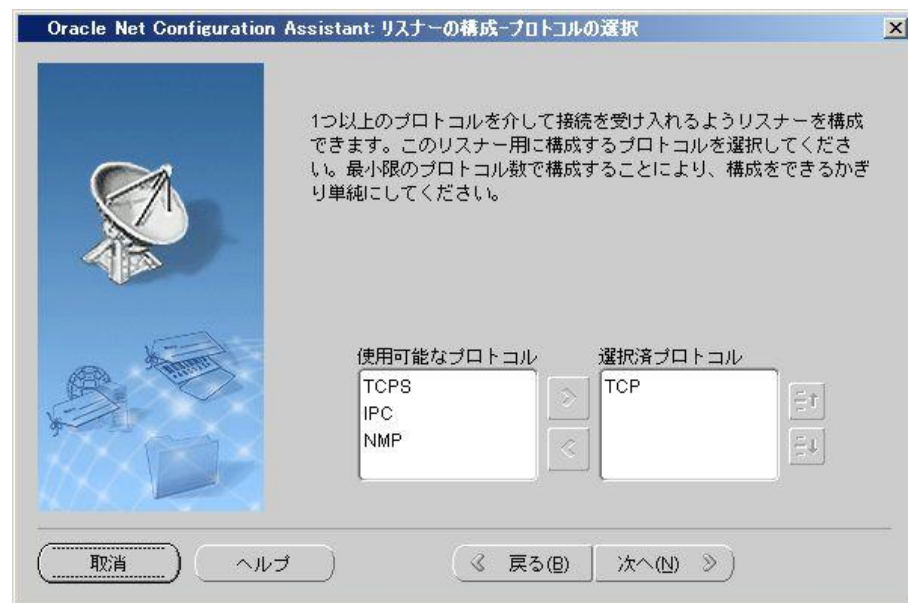 Oracle Net Configuration Assistant: リスナーの構成-プロトコルの選択
1つ以上のプロトコルを介して接続を受け入れるようリスナーを構成
できます。このリスナー用に構成するプロトコルを選択してくださ
い。最小限のプロトコル数で構成することにより、構成をできるかぎ
り単純にしてください。
使用可能なプロトコル
TCPS
IPC
NMP
選択済プロトコル
TCP
取消
ヘルプ
戻る(B)
次へ(N)